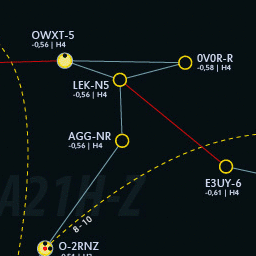 OWXT-5
-0,56 | H4
0V0R-R
-0,58 | H4
LEK-N5
-0,56 | H4
AGG-NR
-0,56 | H4
E3UY-6
-0,61 | H4
A21H-Z
8-10
O-2RNZ